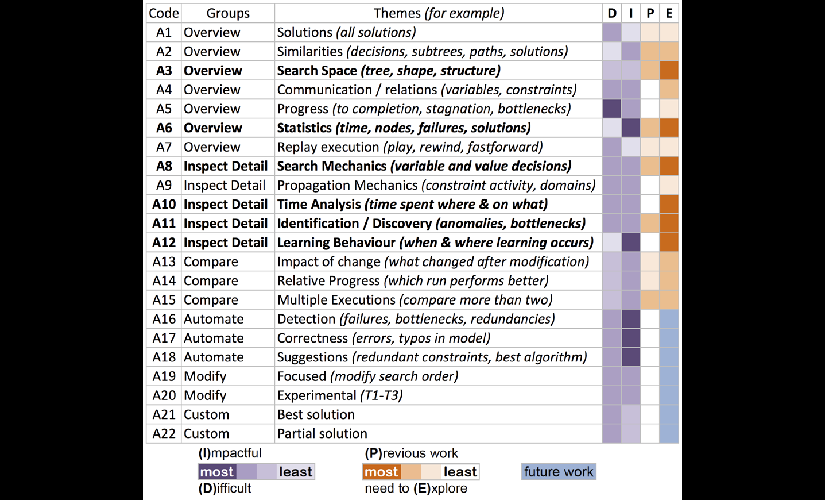 Code Groups Themes (for example) D I P E
A1 Overview Solutions (all solutions)
A2 Overview Similarities (decisions, subtrees, paths, solutions)
A3 Overview Search Space (tree, shape, structure)
A4 Overview Communication / relations (variables, constraints)
A5 Overview Progress (to completion, stagnation, bottlenecks)
A6 Overview Statistics (time, nodes, failures, solutions)
A7 Overview Replay execution (play, rewind, fastforward)
A8 Inspect Detail Search Mechanics (variable and value decisions)
A9 Inspect Detail Propagation Mechanics (constraint activity, domains)
A10 Inspect Detail Time Analysis (time spent where & on what)
A11 Inspect Detail Identification / Discovery (anomalies, bottlenecks)
A12 Inspect Detail Learning Behaviour (when & where learning occurs)
A13 Compare Impact of change (what changed after modification)
A14 Compare Relative Progress (which run performs better)
A15 Compare Multiple Executions (compare more than two)
A16 Automate Detection (failures, bottlenecks, redundancies)
A17 Automate Correctness (errors, typos in model)
A18 Automate Suggestions (redundant constraints, best algorithm)
A19 Modify Focused (modify search order)
A20 Modify Experimental (T1-T3)
A21 Custom Best solution
A22 Custom Partial solution
(I)mpactful (P)revious work
most least most least future work
(D)ifficult need to (E)xplore